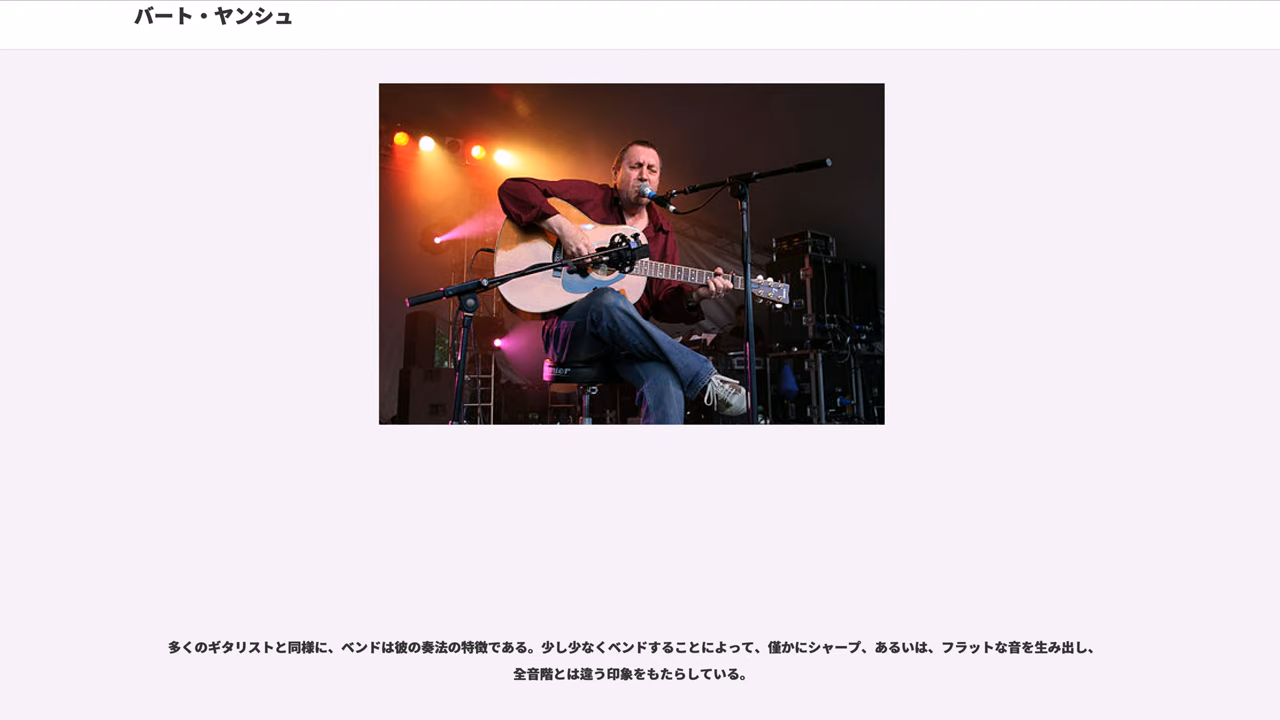 バート・ヤンシュ
多くのギタリストと同様に、ベンドは彼の奏法の特徴である。少し少なくベンドすることによって、僅かにシャープ、あるいは、フラットな音を生み出し、
全音階とは違う印象をもたらしている。